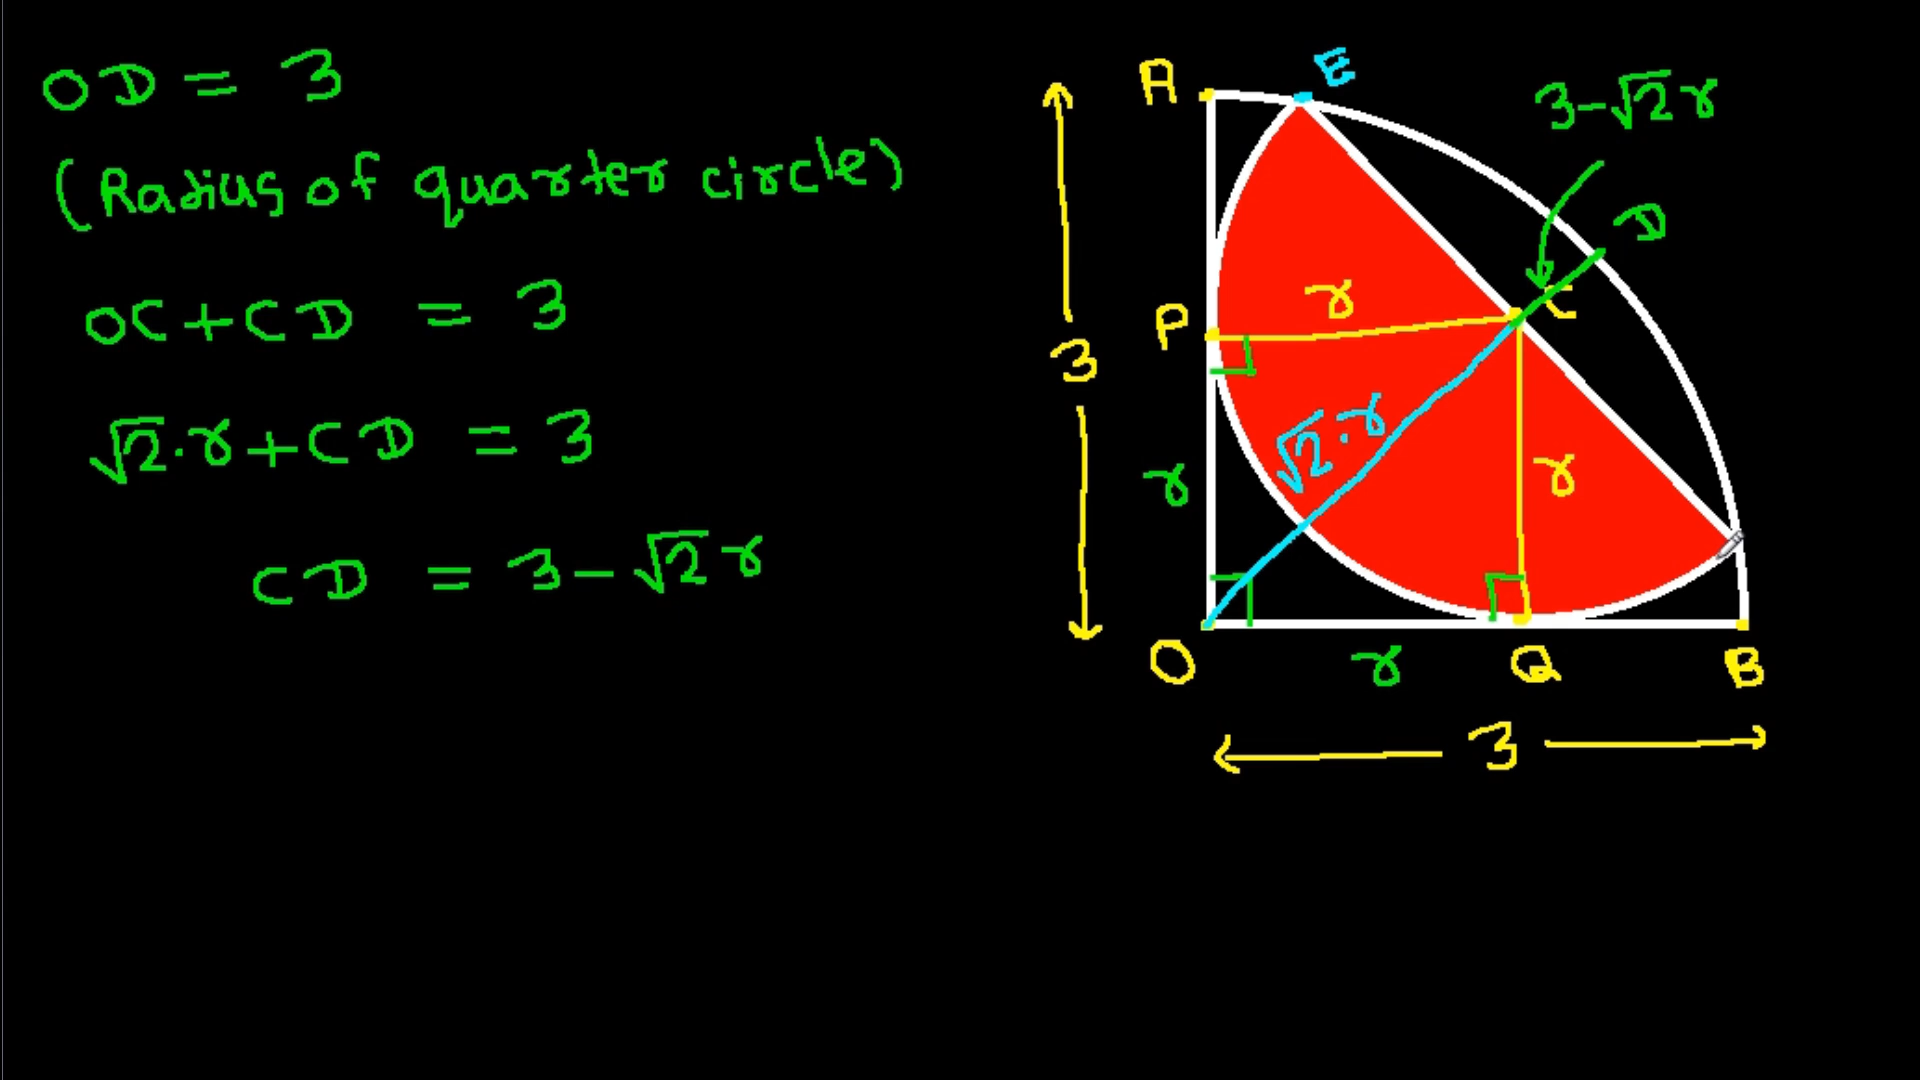 OD = 3
(Radius of quarter circle)
OC + CD = 3
√2·r + CD = 3
CD = 3 - √2 r
A
E
3-√2r
D
C
P
r
3
√2·r
r
r
O
r
Q
B
3